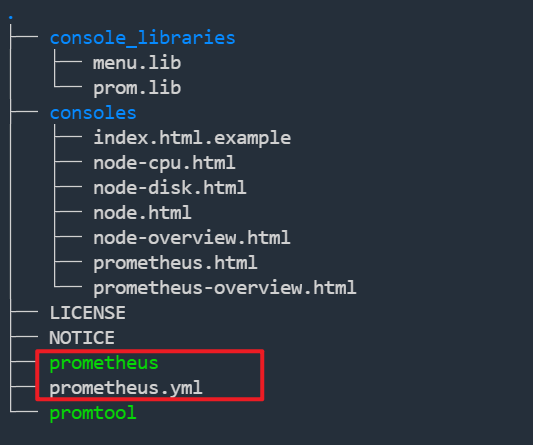 .
├── console_libraries
│   ├── menu.lib
│   └── prom.lib
├── consoles
│   ├── index.html.example
│   ├── node-cpu.html
│   ├── node-disk.html
│   ├── node.html
│   ├── node-overview.html
│   ├── prometheus.html
│   └── prometheus-overview.html
├── LICENSE
├── NOTICE
├── prometheus
├── prometheus.yml
└── promtool